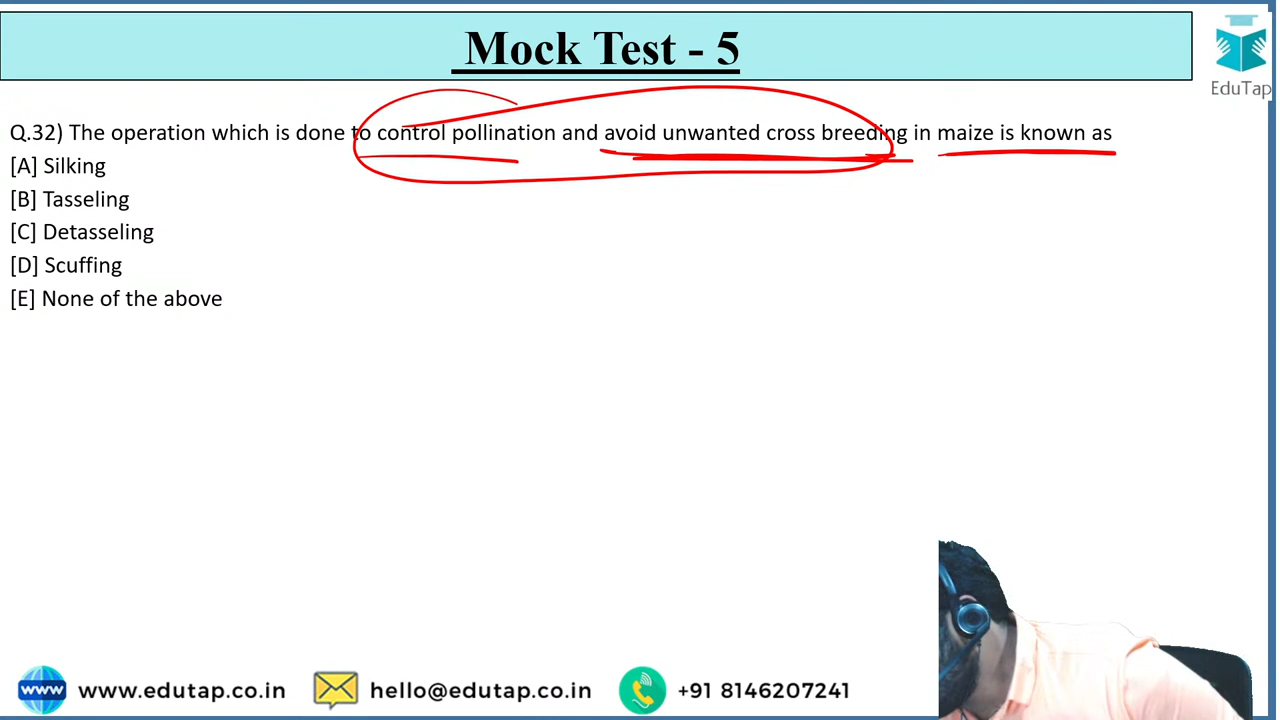 Mock Test - 5
EduTap
Q.32) The operation which is done to control pollination and avoid unwanted cross breeding in maize is known as
[A] Silking
[B] Tasseling
[C] Detasseling
[D] Scuffing
[E] None of the above
www www.edutap.co.in hello@edutap.co.in +91 8146207241